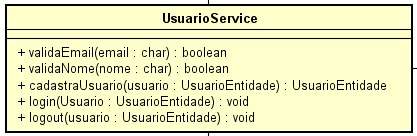 UsuarioService
+ validaEmail(email : char) : boolean
+ validaNome(nome : char) : boolean
+ cadastraUsuario(usuario : UsuarioEntidade) : UsuarioEntidade
+ login(Usuario : UsuarioEntidade) : void
+ logout(usuario : UsuarioEntidade) : void